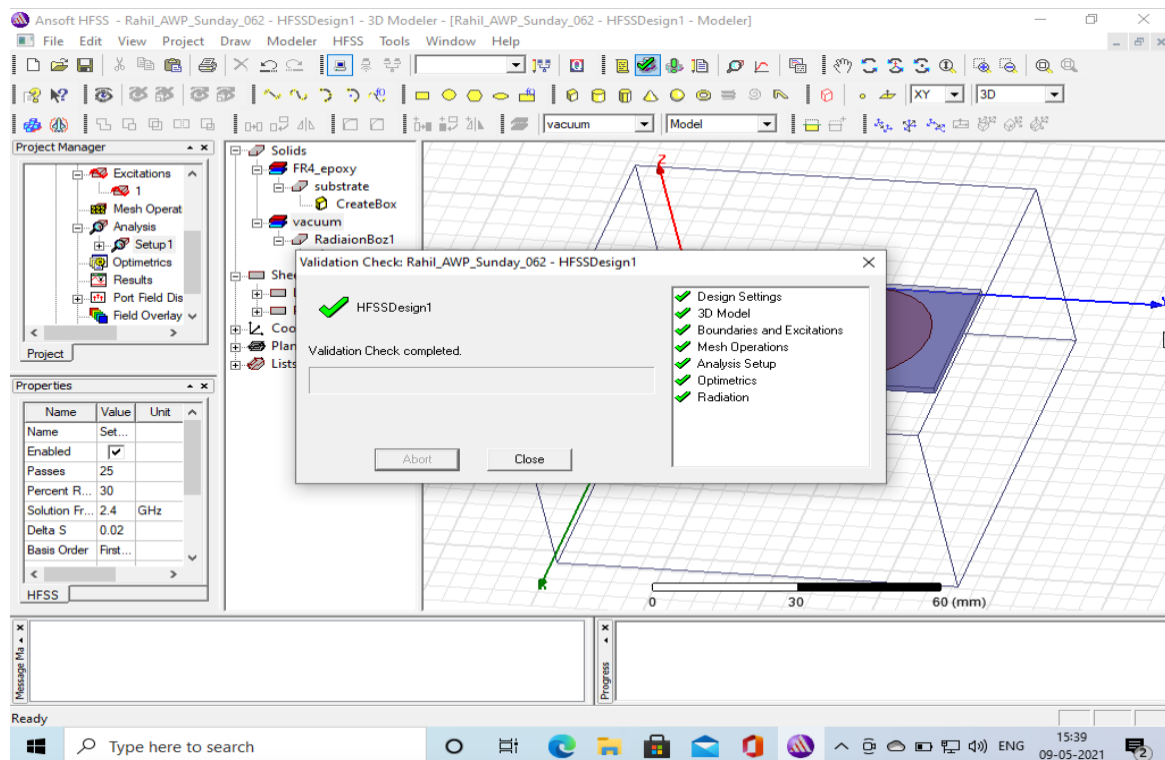 Ansoft HFSS - Rahil_AWP_Sunday_062 - HFSSDesign1 - 3D Modeler - [Rahil_AWP_Sunday_062 - HFSSDesign1 - Modeler]
File Edit View Project Draw Modeler HFSS Tools Window Help
XY 3D
vacuum Model
Project Manager
Excitations
1
Mesh Operat
Analysis
Setup1
Optimetrics
Results
Port Field Dis
Field Overlay
Project
Solids
FR4_epoxy
substrate
CreateBox
vacuum
RadiaionBoz1
Shee
Coo
Plan
Lists
Z
Validation Check: Rahil_AWP_Sunday_062 - HFSSDesign1
HFSSDesign1
Validation Check completed.
Abort Close
Design Settings
3D Model
Boundaries and Excitations
Mesh Operations
Analysis Setup
Optimetrics
Radiation
Properties
Name Value Unit
Name Set...
Enabled
Passes 25
Percent R... 30
Solution Fr... 2.4 GHz
Delta S 0.02
Basis Order First...
HFSS
0 30 60 (mm)
Message Ma
Progress
Ready
Type here to search
ENG
15:39
09-05-2021
2